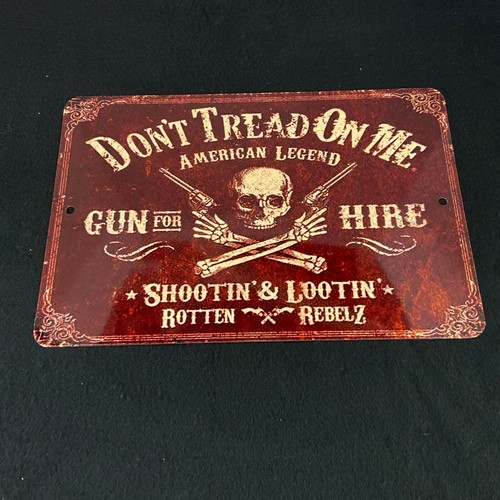 DON'T TREAD ON ME
AMERICAN LEGEND
GUN FOR HIRE
★ SHOOTIN' & LOOTIN' ★
ROTTEN REBELZ